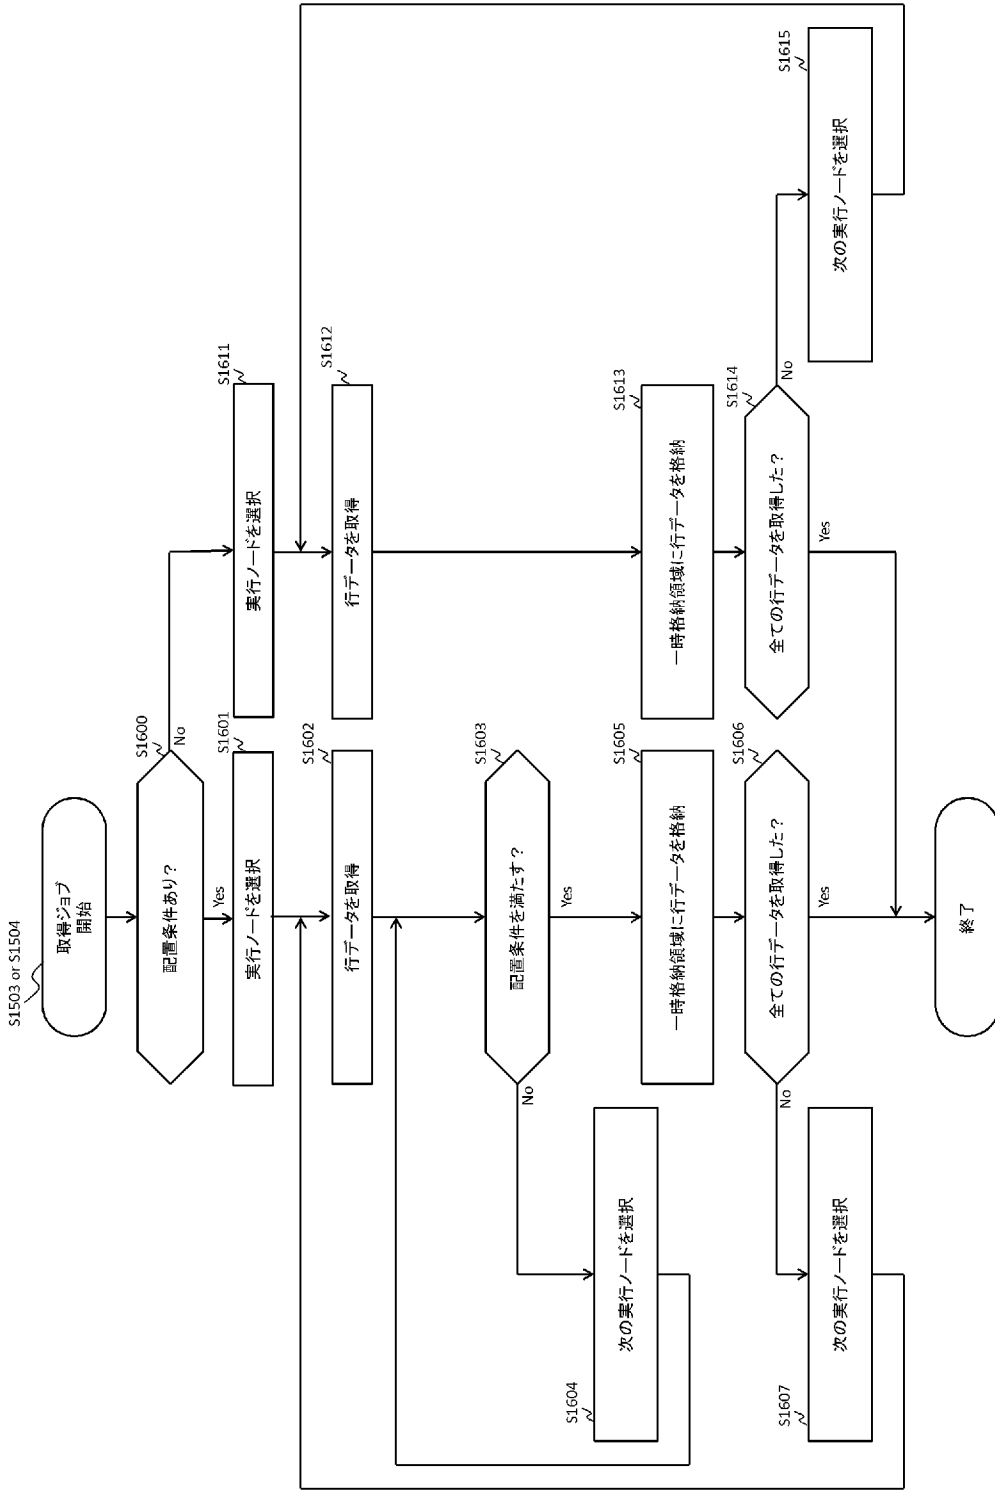 S1503 or S1504
取得ジョブ
開始
S1600
配置条件あり？
No
Yes
S1601
実行ノードを選択
S1602
行データを取得
S1603
配置条件を満たす？
No
Yes
S1604
次の実行ノードを選択
S1605
一時格納領域に行データを格納
S1606
全ての行データを取得した？
No
Yes
S1607
次の実行ノードを選択
S1611
実行ノードを選択
S1612
行データを取得
S1613
一時格納領域に行データを格納
S1614
全ての行データを取得した？
No
Yes
S1615
次の実行ノードを選択
終了